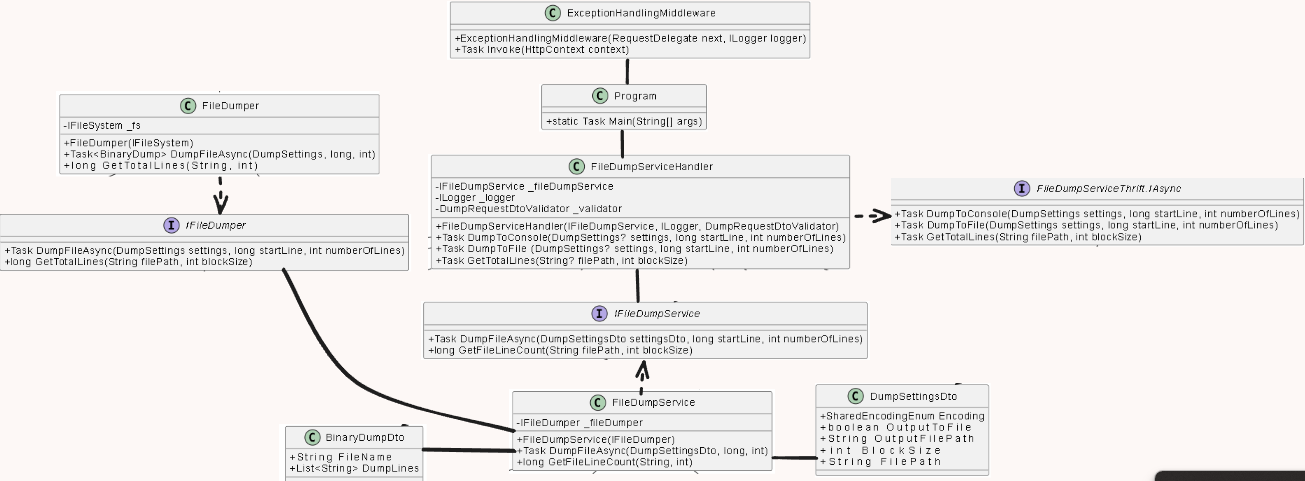 C ExceptionHandlingMiddleware
+ExceptionHandlingMiddleware(RequestDelegate next, ILogger logger)
+Task Invoke(HttpContext context)
C Program
+static Task Main(String[] args)
C FileDumper
-IFileSystem _fs
+FileDumper(IFileSystem)
+Task<BinaryDump> DumpFileAsync(DumpSettings, long, int)
+long GetTotalLines(String, int)
C FileDumpServiceHandler
-IFileDumpService _fileDumpService
-ILogger _logger
-DumpRequestDtoValidator _validator
+FileDumpServiceHandler(IFileDumpService, ILogger, DumpRequestDtoValidator)
+Task DumpToConsole(DumpSettings? settings, long startLine, int numberOfLines)
+Task DumpToFile (DumpSettings? settings, long startLine, int numberOfLines)
+Task GetTotalLines(String? filePath, int blockSize)
I FileDumpServiceThrift.IAsync
+Task DumpToConsole(DumpSettings settings, long startLine, int numberOfLines)
+Task DumpToFile(DumpSettings settings, long startLine, int numberOfLines)
+Task GetTotalLines(String filePath, int blockSize)
I IFileDumper
+Task DumpFileAsync(DumpSettings settings, long startLine, int numberOfLines)
+long GetTotalLines(String filePath, int blockSize)
I IFileDumpService
+Task DumpFileAsync(DumpSettingsDto settingsDto, long startLine, int numberOfLines)
+long GetFileLineCount(String filePath, int blockSize)
C FileDumpService
-IFileDumper _fileDumper
+FileDumpService(IFileDumper)
+Task DumpFileAsync(DumpSettingsDto, long, int)
+long GetFileLineCount(String, int)
C DumpSettingsDto
+SharedEncodingEnum Encoding
+boolean OutputToFile
+String OutputFilePath
+int BlockSize
+String FilePath
C BinaryDumpDto
+String FileName
+List<String> DumpLines